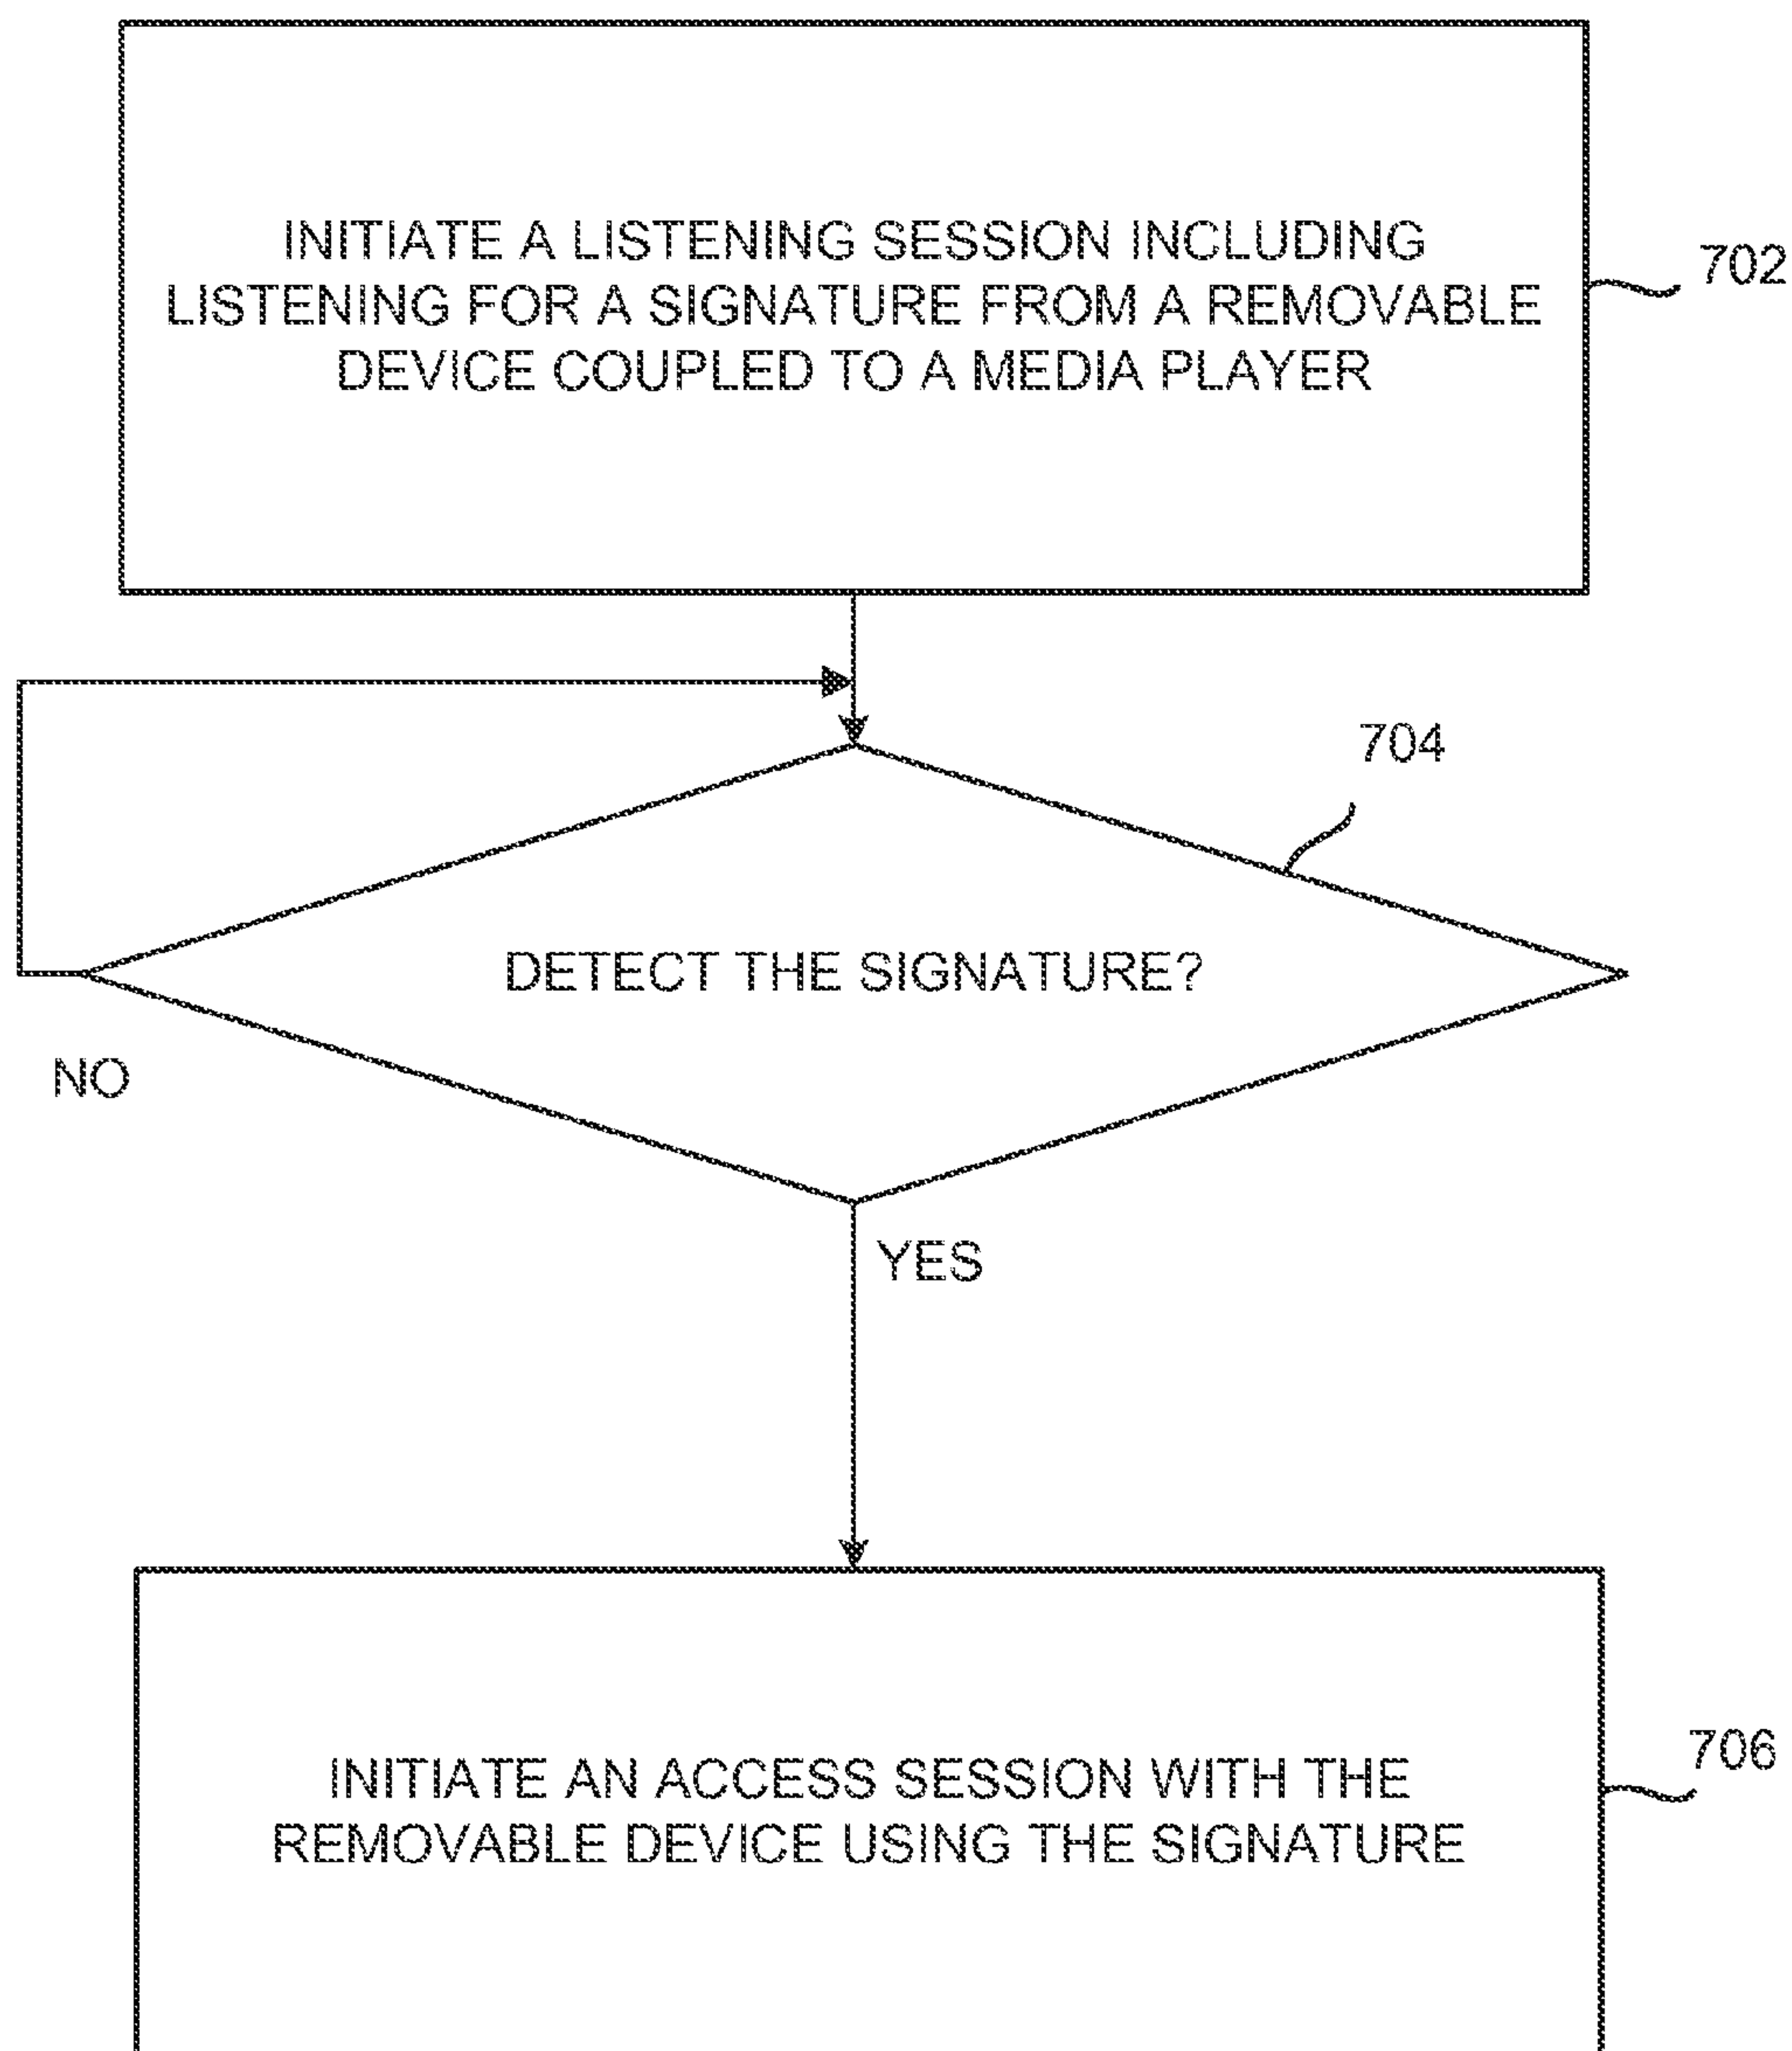 INITIATE A LISTENING SESSION INCLUDING
LISTENING FOR A SIGNATURE FROM A REMOVABLE
DEVICE COUPLED TO A MEDIA PLAYER
702
704
DETECT THE SIGNATURE?
NO
YES
INITIATE AN ACCESS SESSION WITH THE
REMOVABLE DEVICE USING THE SIGNATURE
706